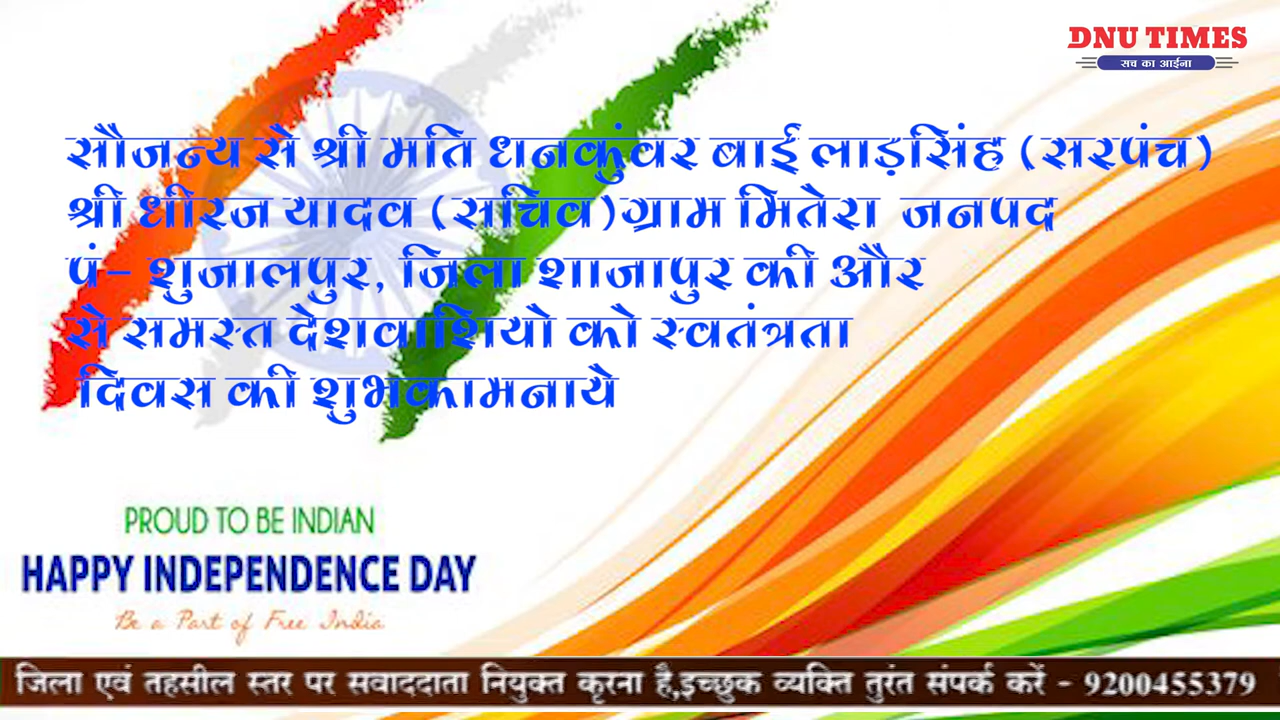 DNU TIMES
सच का आईना
सौजन्य से श्री मति धनकुंवर बाई लाड़सिंह (सरपंच)
श्री धीरज यादव (सचिव)ग्राम मितेरा जनपद
पं- शुजालपुर, जिला शाजापुर की और
से समस्त देशवाशियो को स्वतंत्रता
दिवस की शुभकामनाये
PROUD TO BE INDIAN
HAPPY INDEPENDENCE DAY
Be a Part of Free India
जिला एवं तहसील स्तर पर सवाददाता नियुक्त करना है,इच्छुक व्यक्ति तुरंत संपर्क करें - 9200455379